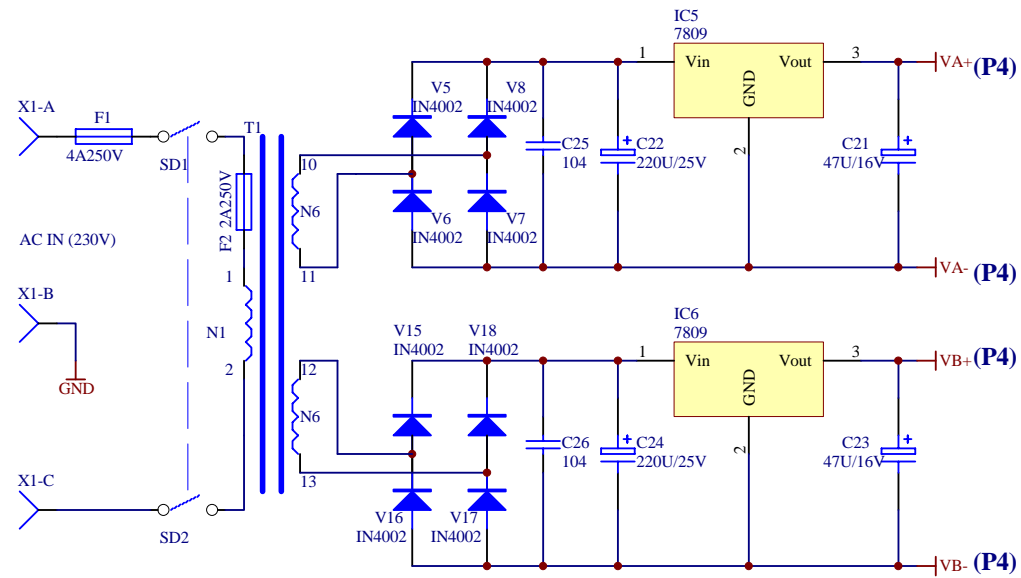 IC5
7809
1
Vin
Vout
3
GND
2
VA+ (P4)
X1-A
F1
4A250V
SD1
T1
F2 2A250V
10
N6
11
V5
IN4002
V8
IN4002
V6
IN4002
V7
IN4002
C25
104
C22
220U/25V
C21
47U/16V
VA- (P4)
AC IN (230V)
X1-B
GND
1
N1
2
X1-C
SD2
12
N6
13
V15
IN4002
V18
IN4002
V16
IN4002
V17
IN4002
C26
104
C24
220U/25V
IC6
7809
1
Vin
Vout
3
GND
2
C23
47U/16V
VB+ (P4)
VB- (P4)